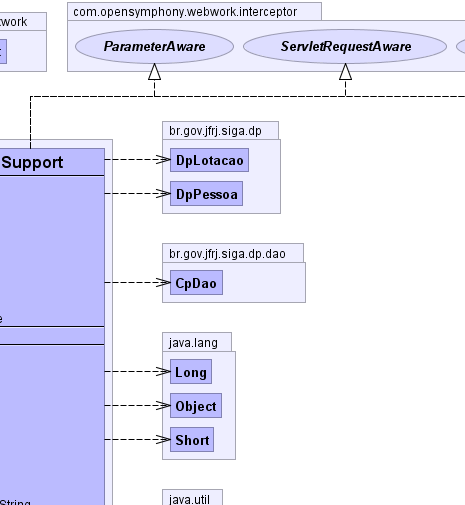 com.opensymphony.webwork.interceptor
twork
ParameterAware
ServletRequestAware
br.gov.jfrj.siga.dp
Support
DpLotacao
DpPessoa
br.gov.jfrj.siga.dp.dao
CpDao
e
java.lang
Long
Object
Short
java.util
String